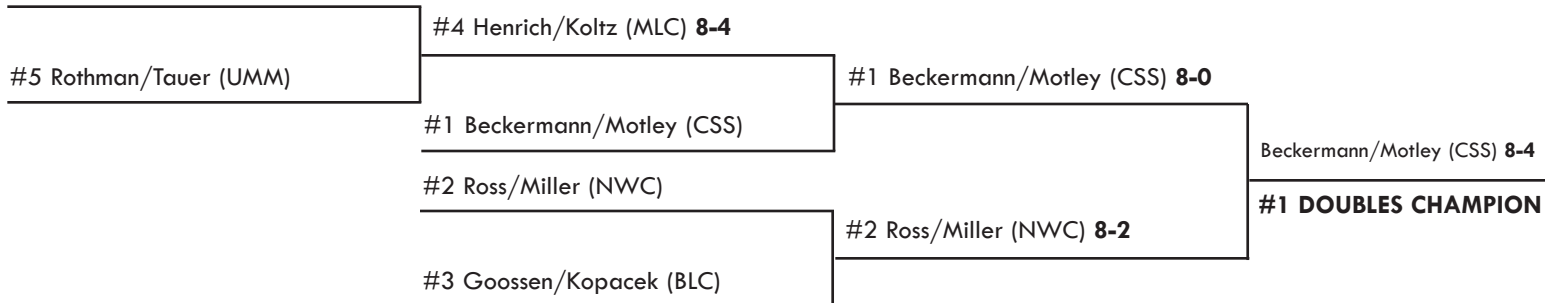 #4 Henrich/Koltz (MLC) 8-4
#5 Rothman/Tauer (UMM)
#1 Beckermann/Motley (CSS) 8-0
#1 Beckermann/Motley (CSS)
Beckermann/Motley (CSS) 8-4
#2 Ross/Miller (NWC)
#1 DOUBLES CHAMPION
#2 Ross/Miller (NWC) 8-2
#3 Goossen/Kopacek (BLC)